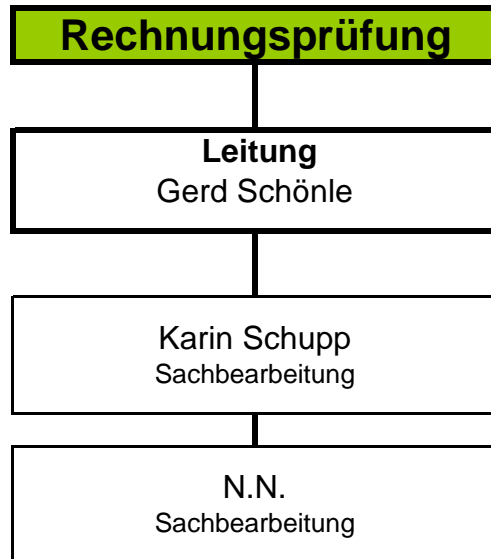 Rechnungsprüfung
Leitung
Gerd Schönle
Karin Schupp
Sachbearbeitung
N.N.
Sachbearbeitung